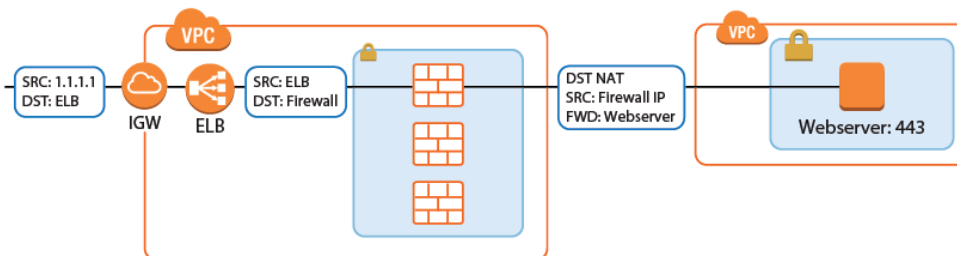 VPC
SRC: 1.1.1.1
DST: ELB
IGW
ELB
SRC: ELB
DST: Firewall
DST NAT
SRC: Firewall IP
FWD: Webserver
VPC
Webserver: 443